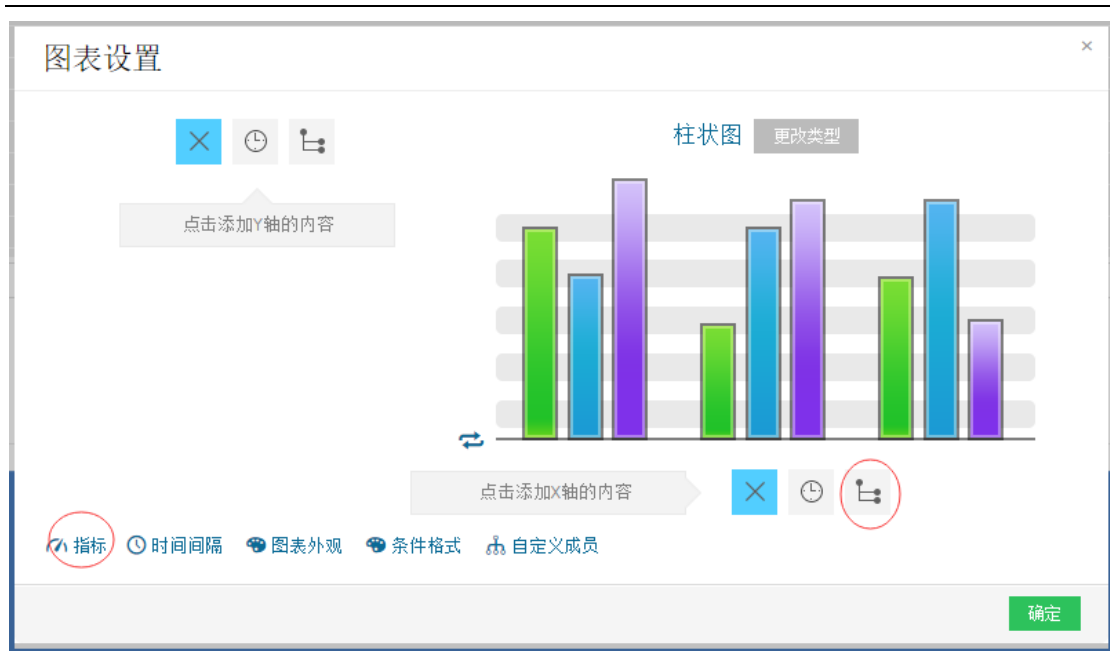 图表设置
柱状图 更改类型
点击添加Y轴的内容
点击添加X轴的内容
指标 时间间隔 图表外观 条件格式 自定义成员
确定